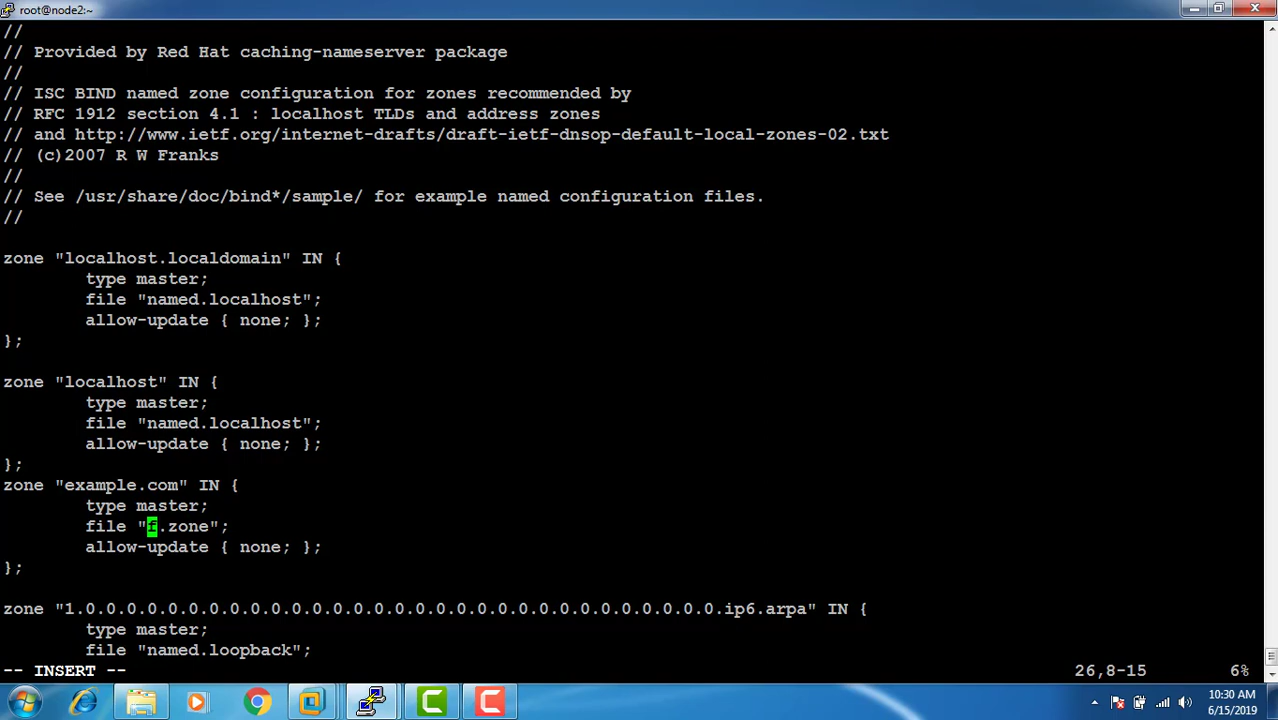 root@node2:~
//
// Provided by Red Hat caching-nameserver package
//
// ISC BIND named zone configuration for zones recommended by
// RFC 1912 section 4.1 : localhost TLDs and address zones
// and http://www.ietf.org/internet-drafts/draft-ietf-dnsop-default-local-zones-02.txt
// (c)2007 R W Franks
//
// See /usr/share/doc/bind*/sample/ for example named configuration files.
//
zone "localhost.localdomain" IN {
type master;
file "named.localhost";
allow-update { none; };
};
zone "localhost" IN {
type master;
file "named.localhost";
allow-update { none; };
};
zone "example.com" IN {
type master;
file "f.zone";
allow-update { none; };
};
zone "1.0.0.0.0.0.0.0.0.0.0.0.0.0.0.0.0.0.0.0.0.0.0.0.0.0.0.0.0.0.0.0.ip6.arpa" IN {
type master;
file "named.loopback";
-- INSERT -- 26,8-15 6%
10:30 AM
6/15/2019